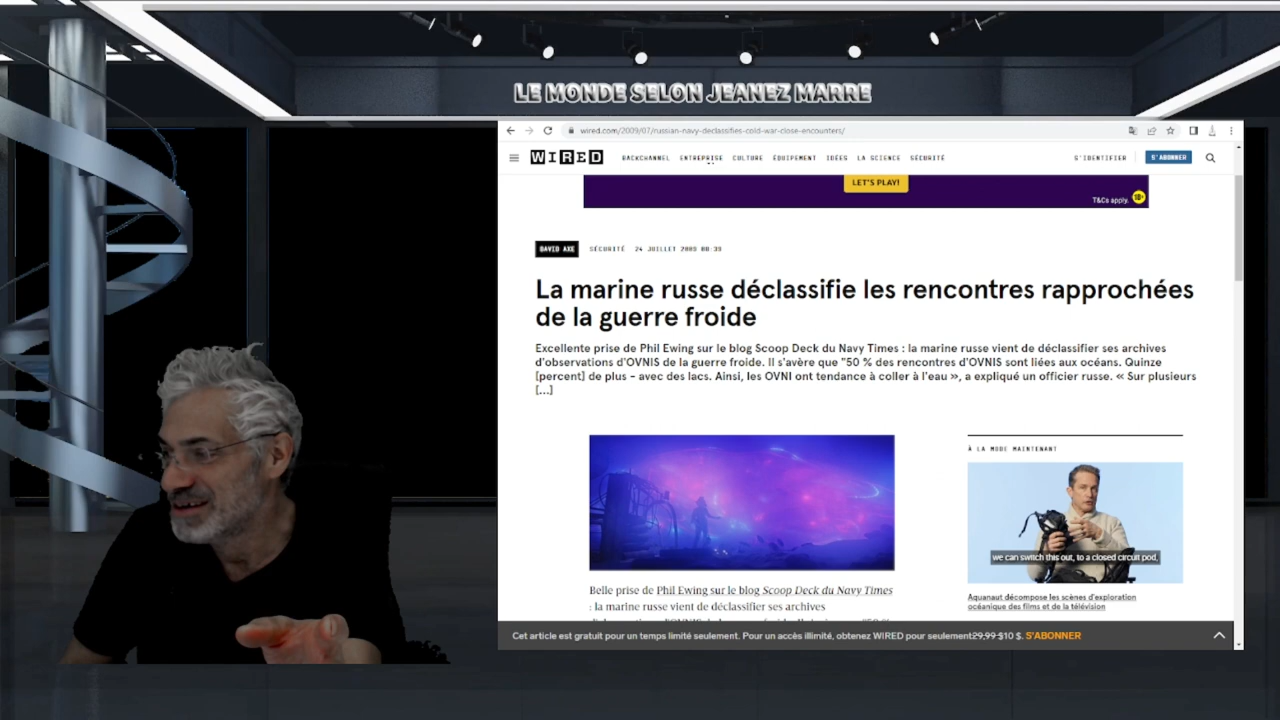 LE MONDE SELON JEANEZ MARRE
wired.com/2009/07/russian-navy-declassifies-cold-war-close-encounters/
WIRED BACKCHANNEL ENTREPRISE CULTURE ÉQUIPEMENT IDÉES LA SCIENCE SÉCURITÉ S'IDENTIFIER S'ABONNER
LET'S PLAY!
T&Cs apply. 18+
DAVID AXE SÉCURITÉ 24 JUILLET 2009 08:39
La marine russe déclassifie les rencontres rapprochées
de la guerre froide
Excellente prise de Phil Ewing sur le blog Scoop Deck du Navy Times : la marine russe vient de déclassifier ses archives
d'observations d'OVNIS de la guerre froide. Il s'avère que "50 % des rencontres d'OVNIS sont liées aux océans. Quinze
[percent] de plus - avec des lacs. Ainsi, les OVNI ont tendance à coller à l'eau », a expliqué un officier russe. « Sur plusieurs
[...]
À LA MODE MAINTENANT
we can switch this out, to a closed circuit pod,
Belle prise de Phil Ewing sur le blog Scoop Deck du Navy Times
: la marine russe vient de déclassifier ses archives
Aquanaut décompose les scènes d'exploration
océanique des films et de la télévision
Cet article est gratuit pour un temps limité seulement. Pour un accès illimité, obtenez WIRED pour seulement29,99 $10 $. S'ABONNER